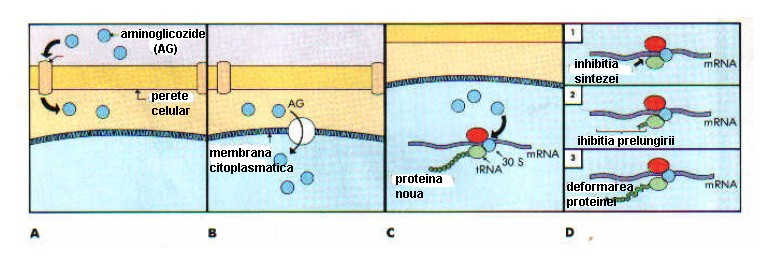 aminoglicozide
(AG)
perete
celular
A
AG
membrana
citoplasmatica
B
mRNA
30 S
tRNA
proteina
noua
C
1
inhibitia
sintezei
mRNA
2
ihibitia prelungirii
mRNA
3
deformarea
proteinei
mRNA
D